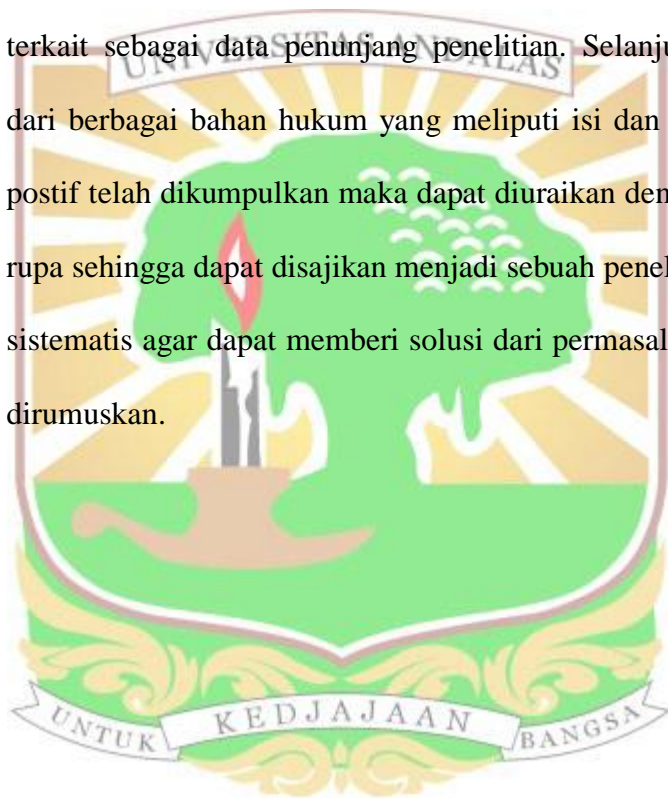 terkait sebagai data penunjang penelitian. Selanju
UNIVERSITAS ANDALAS
dari berbagai bahan hukum yang meliputi isi dan
postif telah dikumpulkan maka dapat diuraikan den
rupa sehingga dapat disajikan menjadi sebuah penel
sistematis agar dapat memberi solusi dari permasal
dirumuskan.
UNTUK KEDJAJAAN BANGSA